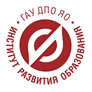 • ГАУ ДПО ЯО •
ИНСТИТУТ РАЗВИТИЯ ОБРАЗОВАНИЯ